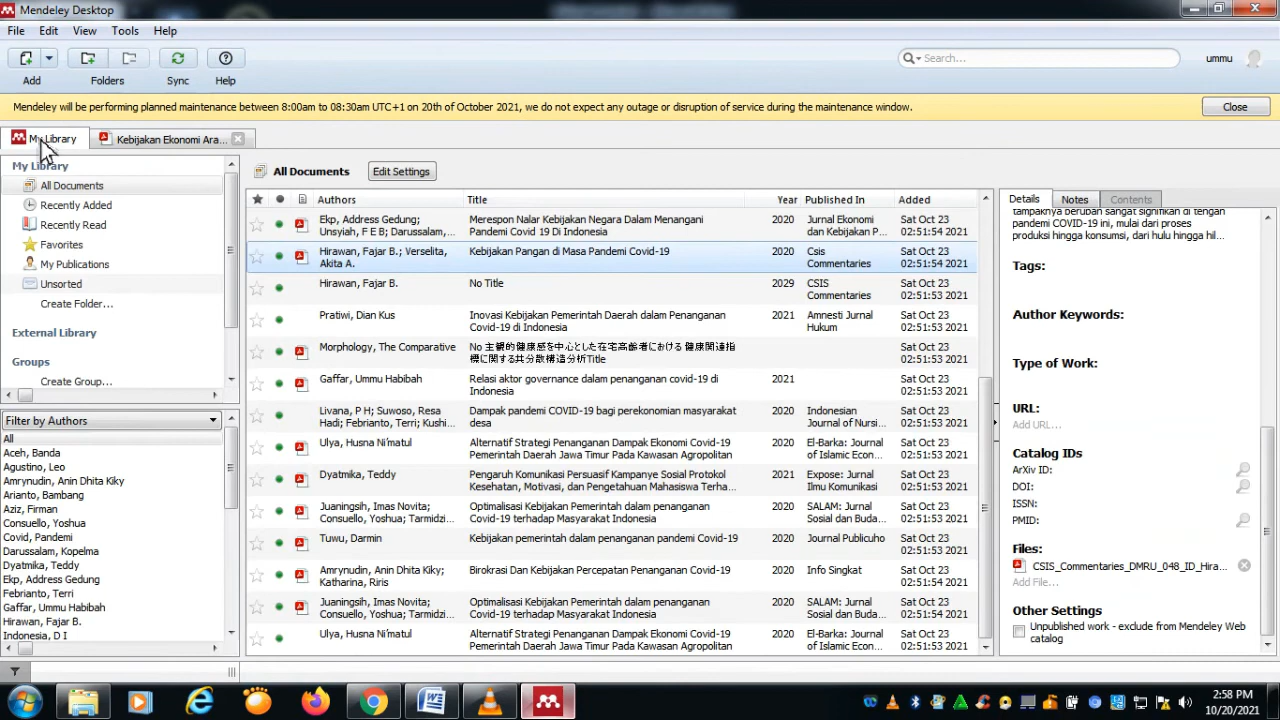 Mendeley Desktop
File Edit View Tools Help
Search...
ummu
Add
Folders
Sync
Help
Mendeley will be performing planned maintenance between 8:00am to 08:30am UTC+1 on 20th of October 2021, we do not expect any outage or disruption of service during the maintenance window.
Close
My Library
Kebijakan Ekonomi Ara...
My Library
All Documents
Recently Added
Recently Read
Favorites
My Publications
Unsorted
Create Folder...
External Library
Groups
Create Group...
Filter by Authors
All
Aceh, Banda
Agustino, Leo
Amrynudin, Anin Dhita Kiky
Arianto, Bambang
Aziz, Firman
Consuello, Yoshua
Covid, Pandemi
Darussalam, Kopelma
Dyatmika, Teddy
Ekp, Address Gedung
Febrianto, Terri
Gaffar, Ummu Habibah
Hirawan, Fajar B.
Indonesia, D I
All Documents
Edit Settings
Authors Title Year Published In Added
Ekp, Address Gedung; Merespon Nalar Kebijakan Negara Dalam Menangani 2020 Jurnal Ekonomi Sat Oct 23
Unsyiah, F E B; Darussalam,... Pandemi Covid 19 Di Indonesia dan Kebijakan P... 02:51:54 2021
Hirawan, Fajar B.; Verselita, Kebijakan Pangan di Masa Pandemi Covid-19 2020 Csis Sat Oct 23
Akita A. Commentaries 02:51:54 2021
Hirawan, Fajar B. No Title 2029 CSIS Sat Oct 23
Commentaries 02:51:54 2021
Pratiwi, Dian Kus Inovasi Kebijakan Pemerintah Daerah dalam Penanganan 2021 Amnesti Jurnal Sat Oct 23
Covid-19 di Indonesia Hukum 02:51:54 2021
Morphology, The Comparative No 主観的健康感を中心とした在宅高齢者における 健康関連指 Sat Oct 23
標に関する共分散構造分析Title 02:51:54 2021
Gaffar, Ummu Habibah Relasi aktor governance dalam penanganan covid-19 di 2021 Sat Oct 23
Indonesia 02:51:53 2021
Livana, P H; Suwoso, Resa Dampak pandemi COVID-19 bagi perekonomian masyarakat 2020 Indonesian Sat Oct 23
Hadi; Febrianto, Terri; Kushi... desa Journal of Nursi... 02:51:53 2021
Ulya, Husna Ni'matul Alternatif Strategi Penanganan Dampak Ekonomi Covid-19 2020 El-Barka: Journal Sat Oct 23
Pemerintah Daerah Jawa Timur Pada Kawasan Agropolitan of Islamic Econ... 02:51:53 2021
Dyatmika, Teddy Pengaruh Komunikasi Persuasif Kampanye Sosial Protokol 2021 Expose: Jurnal Sat Oct 23
Kesehatan, Motivasi, dan Pengetahuan Mahasiswa Terha... Ilmu Komunikasi 02:51:53 2021
Juaningsih, Imas Novita; Optimalisasi Kebijakan Pemerintah dalam penanganan 2020 SALAM: Jurnal Sat Oct 23
Consuello, Yoshua; Tarmidzi... Covid-19 terhadap Masyarakat Indonesia Sosial dan Buda... 02:51:53 2021
Tuwu, Darmin Kebijakan pemerintah dalam penanganan pandemi Covid-19 2020 Journal Publicuho Sat Oct 23
02:51:53 2021
Amrynudin, Anin Dhita Kiky; Birokrasi Dan Kebijakan Percepatan Penanganan Covid-19 2020 Info Singkat Sat Oct 23
Katharina, Riris 02:51:53 2021
Juaningsih, Imas Novita; Optimalisasi Kebijakan Pemerintah dalam penanganan 2020 SALAM: Jurnal Sat Oct 23
Consuello, Yoshua; Tarmidzi... Covid-19 terhadap Masyarakat Indonesia Sosial dan Buda... 02:51:54 2021
Ulya, Husna Ni'matul Alternatif Strategi Penanganan Dampak Ekonomi Covid-19 2020 El-Barka: Journal Sat Oct 23
Pemerintah Daerah Jawa Timur Pada Kawasan Agropolitan of Islamic Econ... 02:51:53 2021
Details Notes Contents
tampaknya berubah sangat signifikan di tengah
pandemi COVID-19 ini, mulai dari proses
produksi hingga konsumsi, dari hulu hingga hil...
Tags:
Author Keywords:
Type of Work:
URL:
Add URL...
Catalog IDs
ArXiv ID:
DOI:
ISSN:
PMID:
Files:
CSIS_Commentaries_DMRU_048_ID_Hira...
Add File...
Other Settings
Unpublished work - exclude from Mendeley Web
catalog
2:58 PM
10/20/2021